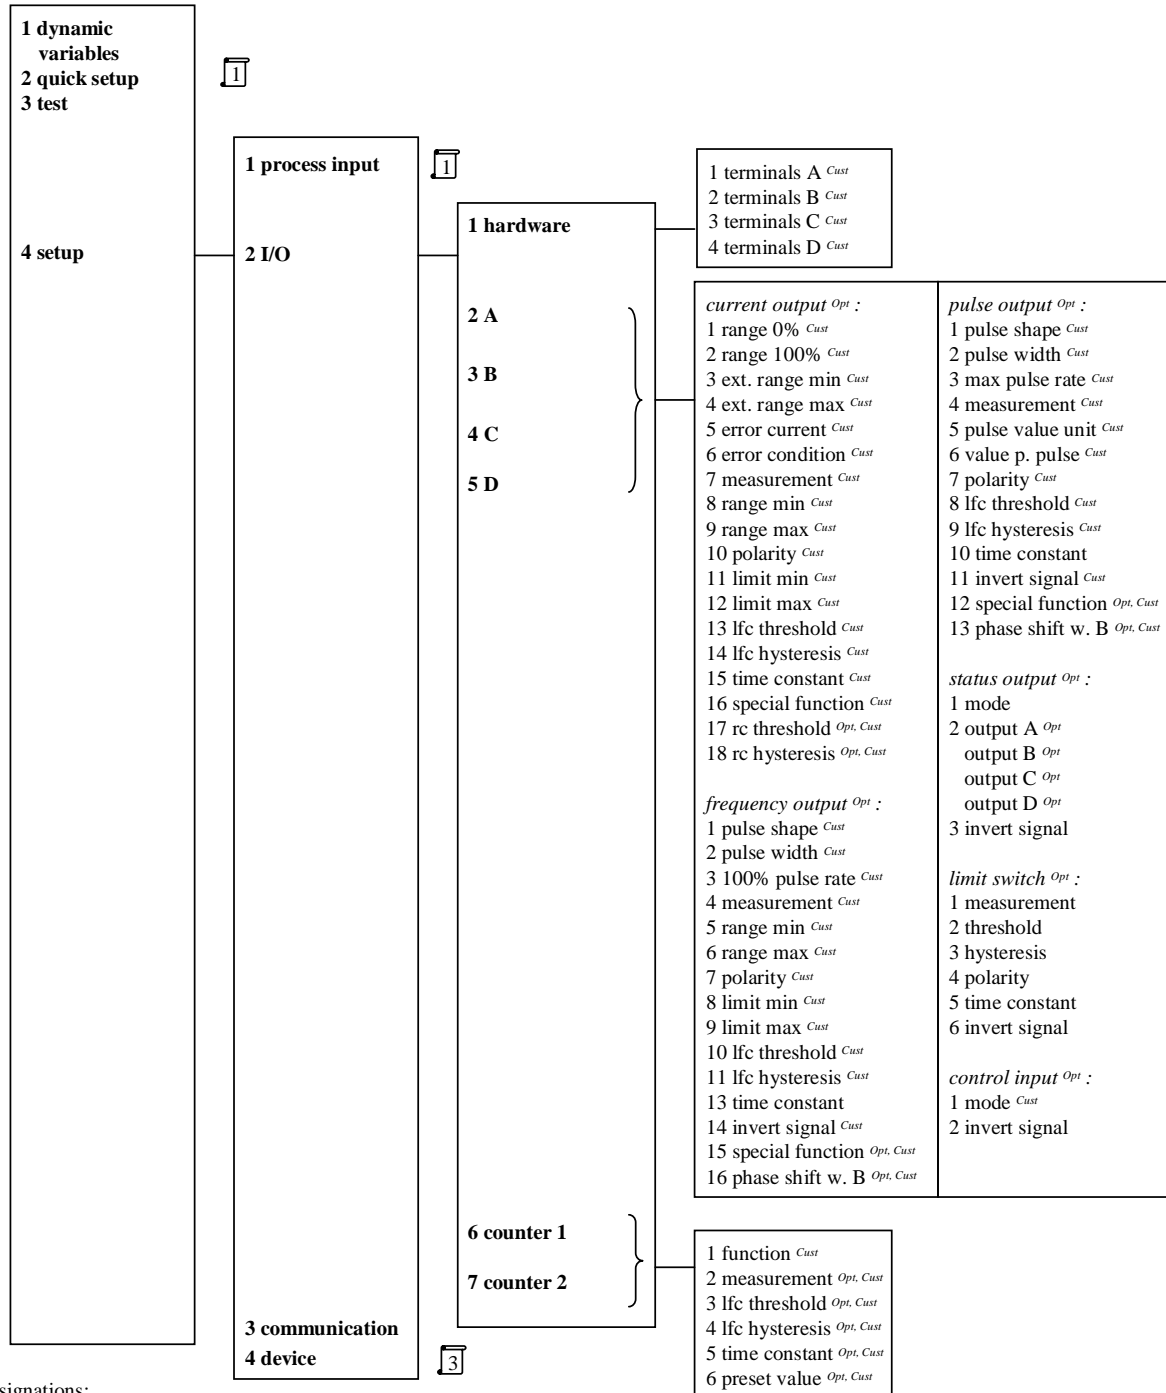 1 dynamic
variables
2 quick setup
3 test
4 setup
1
1 process input
2 I/O
3 communication
4 device
1
3
1 hardware
2 A
3 B
4 C
5 D
6 counter 1
7 counter 2
1 terminals A Cust
2 terminals B Cust
3 terminals C Cust
4 terminals D Cust
current output Opt :
1 range 0% Cust
2 range 100% Cust
3 ext. range min Cust
4 ext. range max Cust
5 error current Cust
6 error condition Cust
7 measurement Cust
8 range min Cust
9 range max Cust
10 polarity Cust
11 limit min Cust
12 limit max Cust
13 lfc threshold Cust
14 lfc hysteresis Cust
15 time constant Cust
16 special function Cust
17 rc threshold Opt, Cust
18 rc hysteresis Opt, Cust
frequency output Opt :
1 pulse shape Cust
2 pulse width Cust
3 100% pulse rate Cust
4 measurement Cust
5 range min Cust
6 range max Cust
7 polarity Cust
8 limit min Cust
9 limit max Cust
10 lfc threshold Cust
11 lfc hysteresis Cust
13 time constant
14 invert signal Cust
15 special function Opt, Cust
16 phase shift w. B Opt, Cust
pulse output Opt :
1 pulse shape Cust
2 pulse width Cust
3 max pulse rate Cust
4 measurement Cust
5 pulse value unit Cust
6 value p. pulse Cust
7 polarity Cust
8 lfc threshold Cust
9 lfc hysteresis Cust
10 time constant
11 invert signal Cust
12 special function Opt, Cust
13 phase shift w. B Opt, Cust
status output Opt :
1 mode
2 output A Opt
output B Opt
output C Opt
output D Opt
3 invert signal
limit switch Opt :
1 measurement
2 threshold
3 hysteresis
4 polarity
5 time constant
6 invert signal
control input Opt :
1 mode Cust
2 invert signal
1 function Cust
2 measurement Opt, Cust
3 lfc threshold Opt, Cust
4 lfc hysteresis Opt, Cust
5 time constant Opt, Cust
6 preset value Opt, Cust